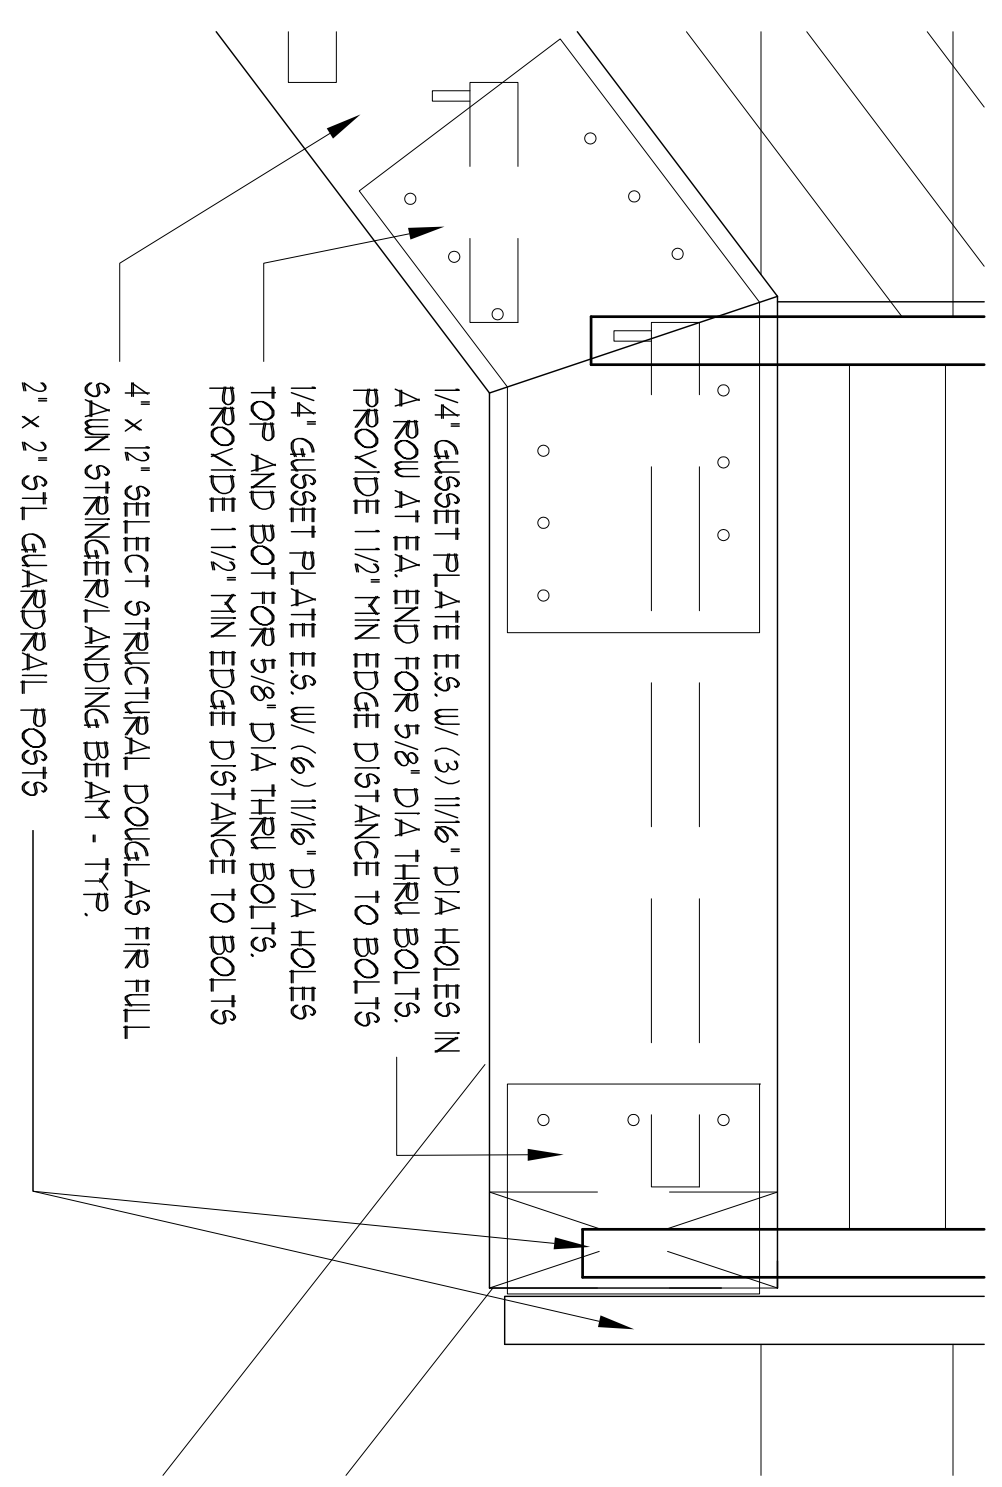 1/4" GUSSET PLATE E.S. W/ (3) 11/16" DIA HOLES IN
A ROW AT EA. END FOR 5/8" DIA THRU BOLTS.
PROVIDE 1 1/2" MIN EDGE DISTANCE TO BOLTS
1/4" GUSSET PLATE E.S. W/ (6) 11/16" DIA HOLES
TOP AND BOT FOR 5/8" DIA THRU BOLTS.
PROVIDE 1 1/2" MIN EDGE DISTANCE TO BOLTS
4" x 12" SELECT STRUCTURAL DOUGLAS FIR FULL
SAWN STRINGER/LANDING BEAM - TYP.
2" x 2" STL GUARDRAIL POSTS